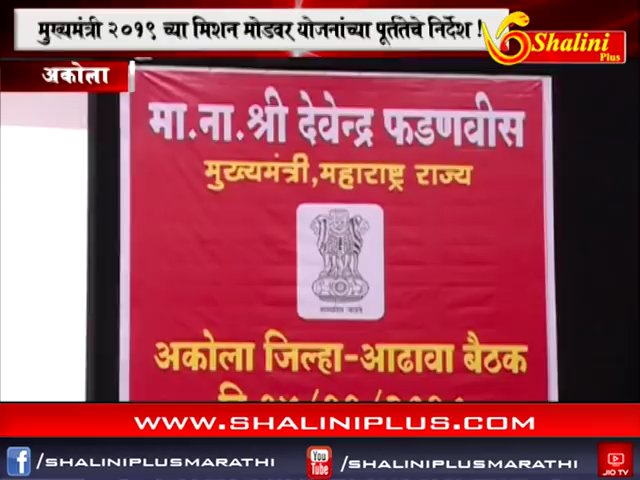 मुख्यमंत्री २०१९ च्या मिशन मोडवर योजनांच्या पूर्ततेचे निर्देश !
Shalini
Plus
अकोला
मा.ना.श्री देवेन्द्र फडणवीस
मुख्यमंत्री,महाराष्ट्र राज्य
अकोला जिल्हा-आढावा बैठक
WWW.SHALINIPLUS.COM
/SHALINIPLUSMARATHI
You Tube
/SHALINIPLUSMARATHI
JIO TV